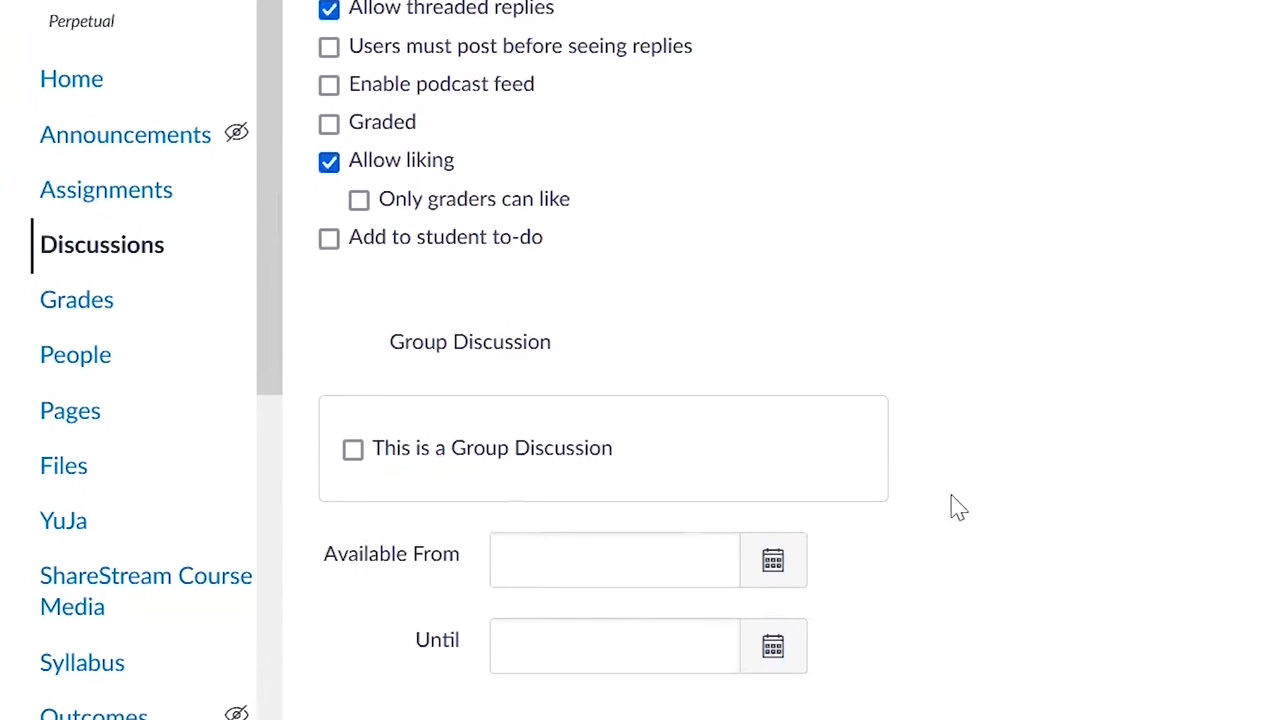 Perpetual
Home
Announcements
Assignments
Discussions
Grades
People
Pages
Files
YuJa
ShareStream Course
Media
Syllabus
Outcomes
Allow threaded replies
Users must post before seeing replies
Enable podcast feed
Graded
Allow liking
Only graders can like
Add to student to-do
Group Discussion
This is a Group Discussion
Available From
Until